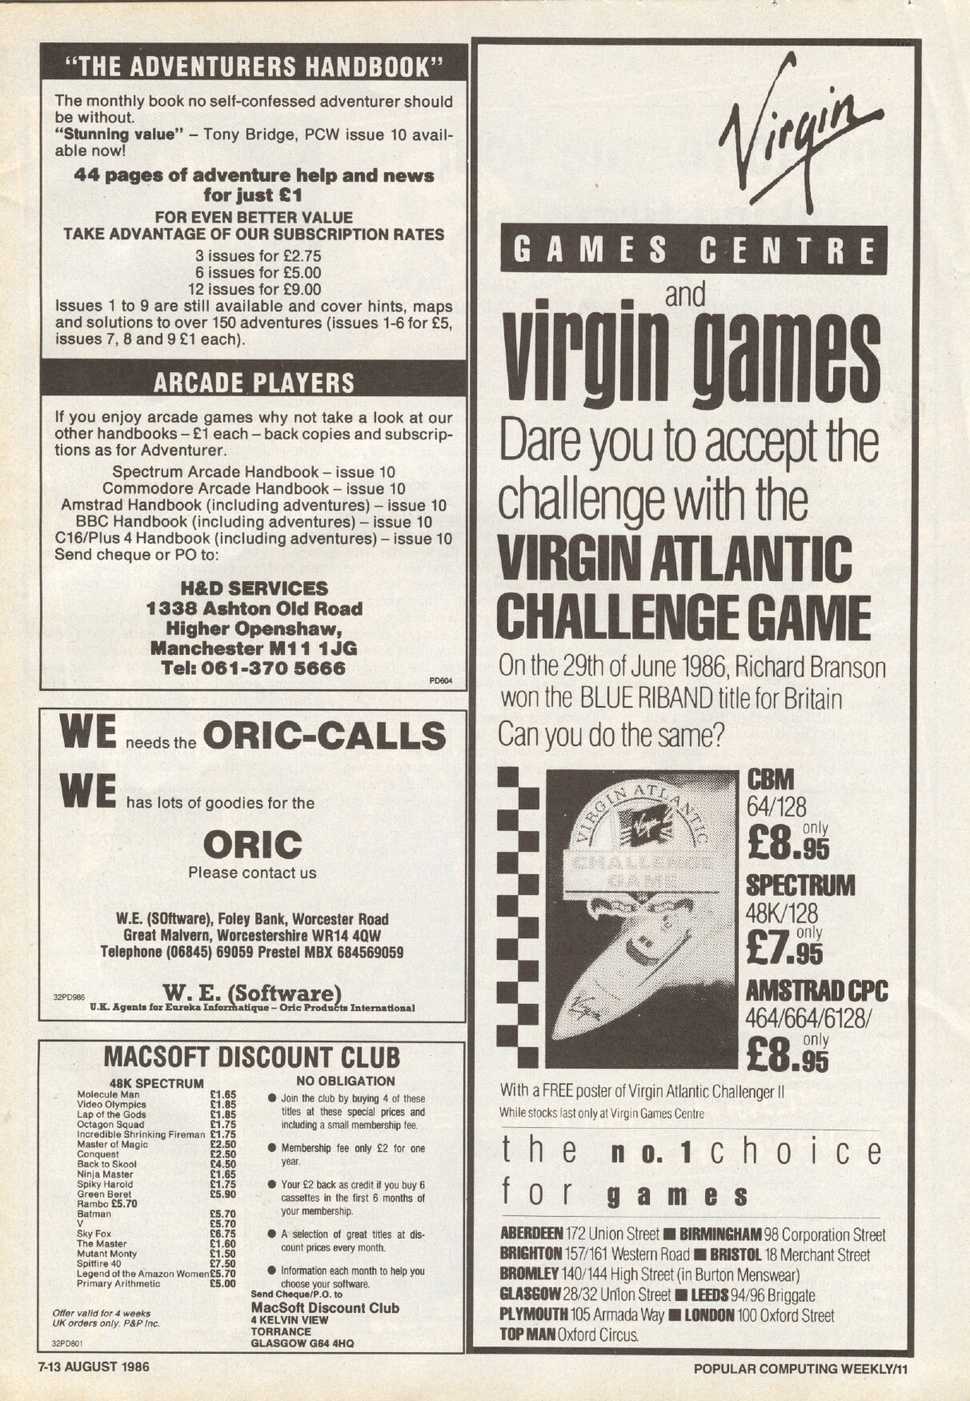 "THE ADVENTURERS HANDBOOK"
The monthly book no self-confessed adventurer should
be without.
"Stunning value" – Tony Bridge, PCW issue 10 avail-
able now!
44 pages of adventure help and news
for just £1
FOR EVEN BETTER VALUE
TAKE ADVANTAGE OF OUR SUBSCRIPTION RATES
3 issues for £2.75
6 issues for £5.00
12 issues for £9.00
Issues 1 to 9 are still available and cover hints, maps
and solutions to over 150 adventures (issues 1-6 for £5,
issues 7, 8 and 9 £1 each).
ARCADE PLAYERS
If you enjoy arcade games why not take a look at our
other handbooks – £1 each – back copies and subscrip-
tions as for Adventurer.
Spectrum Arcade Handbook – issue 10
Commodore Arcade Handbook – issue 10
Amstrad Handbook (including adventures) – issue 10
BBC Handbook (including adventures) – issue 10
C16/Plus 4 Handbook (including adventures) – issue 10
Send cheque or PO to:
H&D SERVICES
1338 Ashton Old Road
Higher Openshaw,
Manchester M11 1JG
Tel: 061-370 5666
PD604
WE needs the ORIC-CALLS
WE has lots of goodies for the
ORIC
Please contact us
W.E. (SOftware), Foley Bank, Worcester Road
Great Malvern, Worcestershire WR14 4QW
Telephone (06845) 69059 Prestel MBX 684569059
32PD986
W. E. (Software)
U.K. Agents for Eureka Informatique – Oric Products International
MACSOFT DISCOUNT CLUB
48K SPECTRUM
Molecule Man £1.65
Video Olympics £1.85
Lap of the Gods £1.85
Octagon Squad £1.75
Incredible Shrinking Fireman £1.75
Master of Magic £2.50
Conquest £2.50
Back to Skool £4.50
Ninja Master £1.65
Spiky Harold £1.75
Green Beret £5.90
Rambo £5.70
Batman £5.70
V £5.70
Sky Fox £6.75
The Master £1.60
Mutant Monty £1.50
Spitfire 40 £7.50
Legend of the Amazon Women £5.70
Primary Arithmetic £5.00
Offer valid for 4 weeks
UK orders only. P&P Inc.
32PD801
NO OBLIGATION
● Join the club by buying 4 of these
titles at these special prices and
including a small membership fee.
● Membership fee only £2 for one
year.
● Your £2 back as credit if you buy 6
cassettes in the first 6 months of
your membership.
● A selection of great titles at dis-
count prices every month.
● Information each month to help you
choose your software.
Send Cheque/P.O. to
MacSoft Discount Club
4 KELVIN VIEW
TORRANCE
GLASGOW G64 4HQ
Virgin
GAMES CENTRE
and
virgin games
Dare you to accept the
challenge with the
VIRGIN ATLANTIC
CHALLENGE GAME
On the 29th of June 1986, Richard Branson
won the BLUE RIBAND title for Britain
Can you do the same?
VIRGIN ATLANTIC
Virgin
CHALLENGE
GAME
Virgin
CBM
64/128
only
£8.95
SPECTRUM
48K/128
only
£7.95
AMSTRAD CPC
464/664/6128/
only
£8.95
With a FREE poster of Virgin Atlantic Challenger II
While stocks last only at Virgin Games Centre
the no. 1 choice
for games
ABERDEEN 172 Union Street ■ BIRMINGHAM 98 Corporation Street
BRIGHTON 157/161 Western Road ■ BRISTOL 18 Merchant Street
BROMLEY 140/144 High Street (in Burton Menswear)
GLASGOW 28/32 Union Street ■ LEEDS 94/96 Briggate
PLYMOUTH 105 Armada Way ■ LONDON 100 Oxford Street
TOP MAN Oxford Circus.
7-13 AUGUST 1986
POPULAR COMPUTING WEEKLY/11